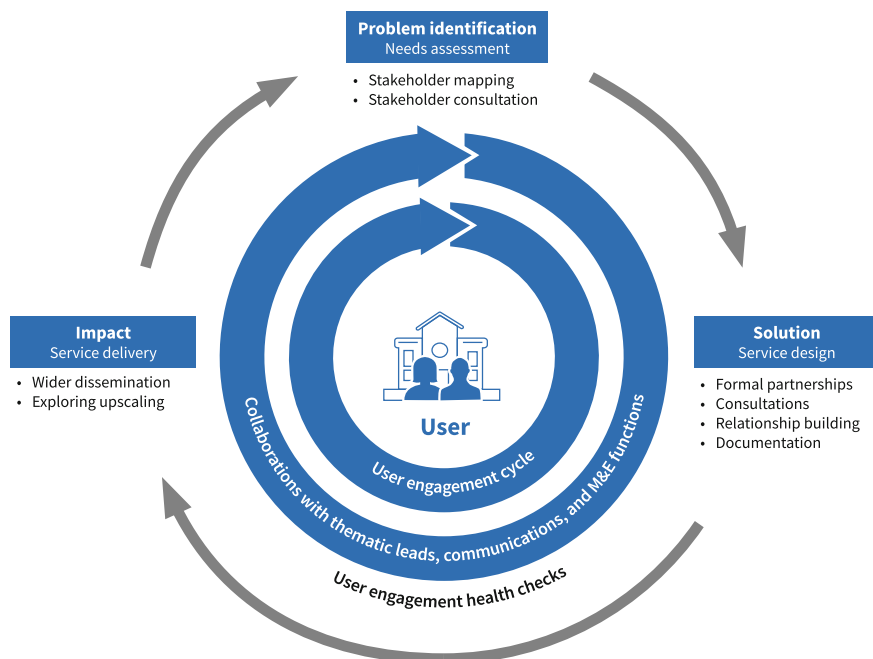 Problem identification
Needs assessment
• Stakeholder mapping
• Stakeholder consultation
Impact
Service delivery
• Wider dissemination
• Exploring upscaling
Solution
Service design
• Formal partnerships
• Consultations
• Relationship building
• Documentation
User
User engagement cycle
Collaborations with thematic leads, communications, and M&E functions
User engagement health checks